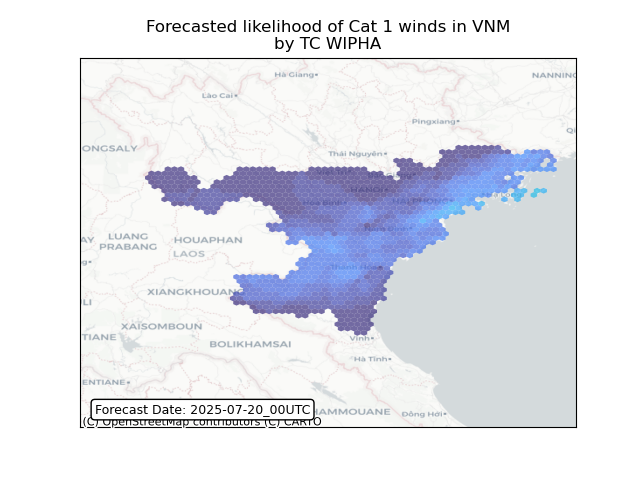 Forecasted likelihood of Cat 1 winds in VNM
by TC WIPHA
Hà Giang
NANNING
Lào Cai
Pingxiang
ONGSALY
Thái Nguyên
HANOI
LUANG
PRABANG
HOUAPHAN
LAOS
XIANGKHOUANG
XAISOMBOUN
TIANE
Vinh
BOLIKHAMSAI
Hà Tĩnh
ENTIANE
HAMMOUANE
Đồng Hới
Forecast Date: 2025-07-20_00UTC
(C) OpenStreetMap contributors (C) CARTO